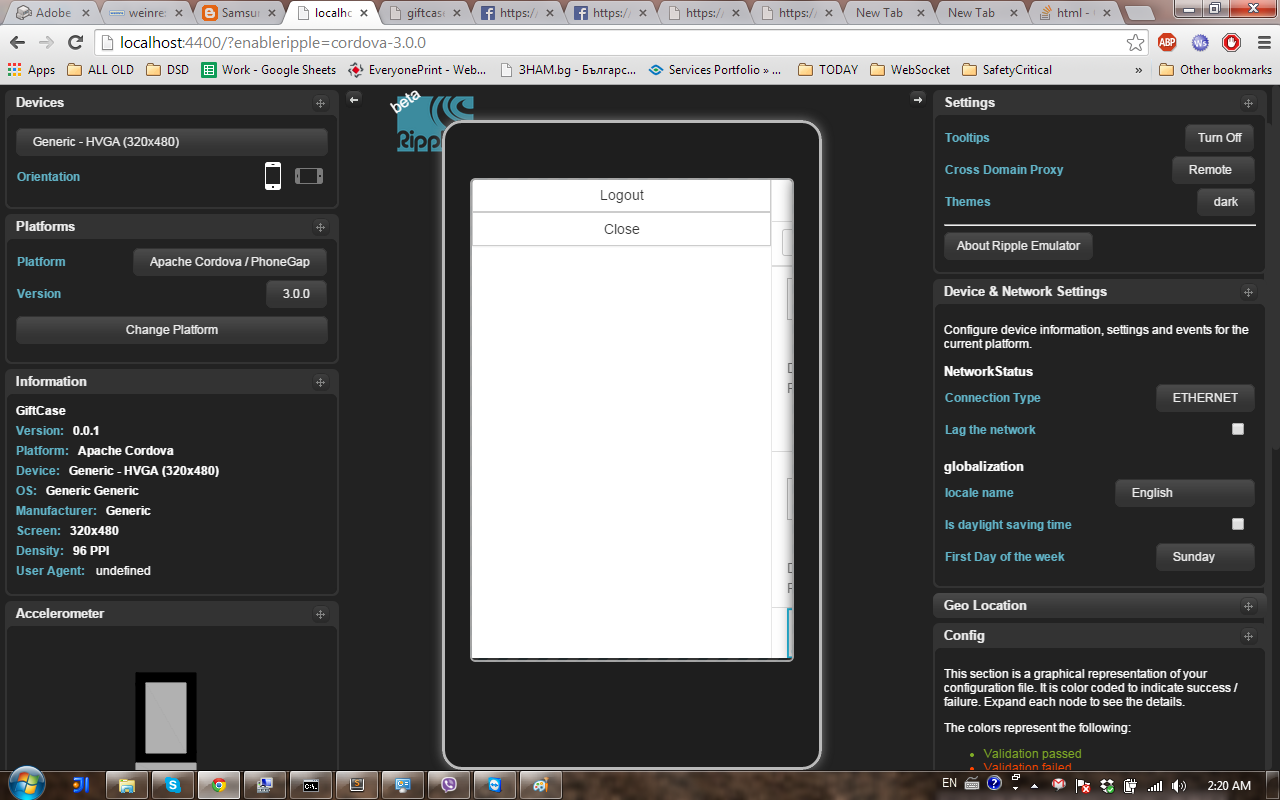 Adobe
weinre
Samsun
localhc
giftcase
https:/
https:/
https:/
https:/
New Tab
New Tab
html -
localhost:4400/?enableripple=cordova-3.0.0
ABP
Apps
ALL OLD
DSD
Work - Google Sheets
EveryonePrint - Web...
ЗНАМ.bg - Българс...
Services Portfolio » ...
TODAY
WebSocket
SafetyCritical
»
Other bookmarks
Devices
Generic - HVGA (320x480)
Orientation
Platforms
Platform Apache Cordova / PhoneGap
Version 3.0.0
Change Platform
Information
GiftCase
Version: 0.0.1
Platform: Apache Cordova
Device: Generic - HVGA (320x480)
OS: Generic Generic
Manufacturer: Generic
Screen: 320x480
Density: 96 PPI
User Agent: undefined
Accelerometer
beta
Logout
Close
Settings
Tooltips Turn Off
Cross Domain Proxy Remote
Themes dark
About Ripple Emulator
Device & Network Settings
Configure device information, settings and events for the
current platform.
NetworkStatus
Connection Type ETHERNET
Lag the network
globalization
locale name English
Is daylight saving time
First Day of the week Sunday
Geo Location
Config
This section is a graphical representation of your
configuration file. It is color coded to indicate success /
failure. Expand each node to see the details.
The colors represent the following:
Validation passed
Validation failed
EN
2:20 AM